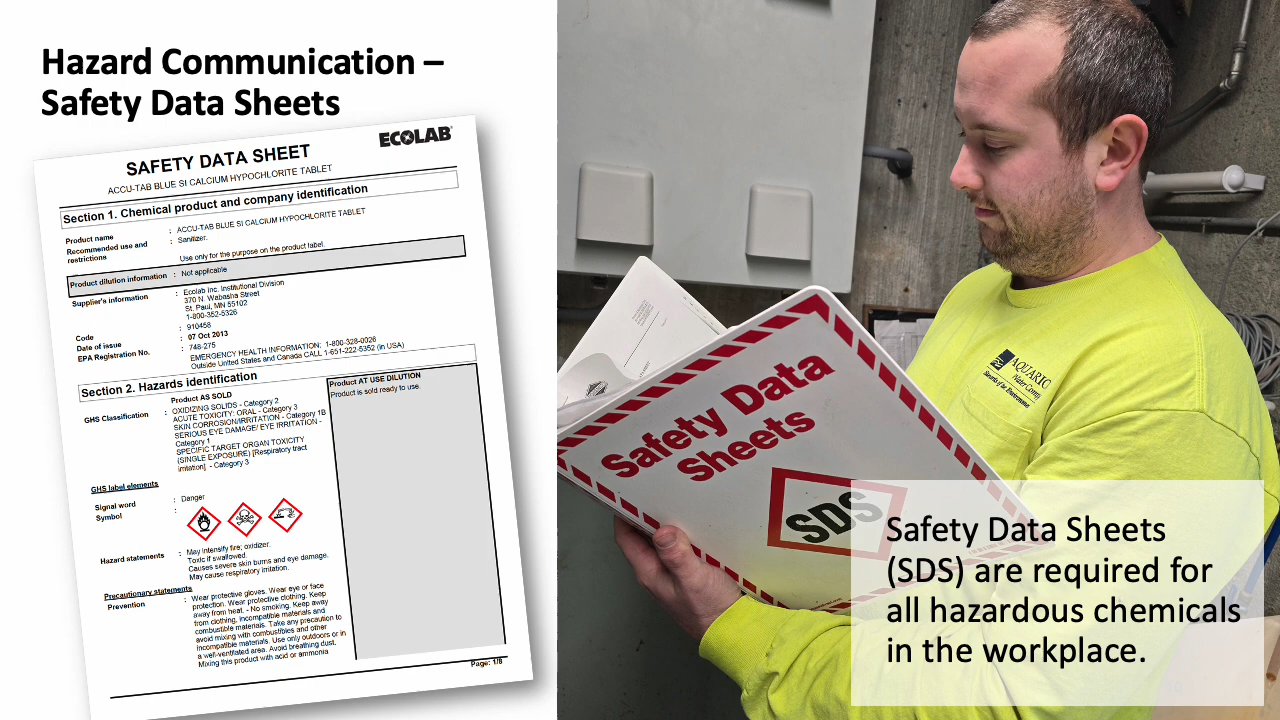 Hazard Communication –
Safety Data Sheets
ECOLAB
SAFETY DATA SHEET
ACCU-TAB BLUE SI CALCIUM HYPOCHLORITE TABLET
Section 1. Chemical product and company identification
Product name : ACCU-TAB BLUE SI CALCIUM HYPOCHLORITE TABLET
Recommended use and : Sanitizer.
restrictions
Use only for the purpose on the product label.
Product dilution information : Not applicable
Supplier's information : Ecolab Inc. Institutional Division
370 N. Wabasha Street
St. Paul, MN 55102
1-800-352-5326
Code : 910458
Date of issue : 07 Oct 2013
EPA Registration No. : 748-275
EMERGENCY HEALTH INFORMATION: 1-800-328-0026
Outside United States and Canada CALL 1-651-222-5352 (in USA)
Section 2. Hazards identification
Product AS SOLD
Product AT USE DILUTION
GHS Classification : OXIDIZING SOLIDS - Category 2
Product is sold ready to use.
ACUTE TOXICITY: ORAL - Category 3
SKIN CORROSION/IRRITATION - Category 1B
SERIOUS EYE DAMAGE/ EYE IRRITATION -
Category 1
SPECIFIC TARGET ORGAN TOXICITY
(SINGLE EXPOSURE) [Respiratory tract
irritation] - Category 3
GHS label elements
Signal word : Danger
Symbol :
Hazard statements : May intensify fire; oxidizer.
Toxic if swallowed.
Causes severe skin burns and eye damage.
May cause respiratory irritation.
Precautionary statements
Prevention : Wear protective gloves. Wear eye or face
protection. Wear protective clothing. Keep
away from heat. - No smoking. Keep away
from clothing, incompatible materials and
combustible materials. Take any precaution to
avoid mixing with combustibles and other
incompatible materials. Use only outdoors or in
a well-ventilated area. Avoid breathing dust.
Mixing this product with acid or ammonia
Page: 1/8
AQUARION
Water Company
Stewards of the Environment
Safety Data
Sheets
SDS
Safety Data Sheets
(SDS) are required for
all hazardous chemicals
in the workplace.